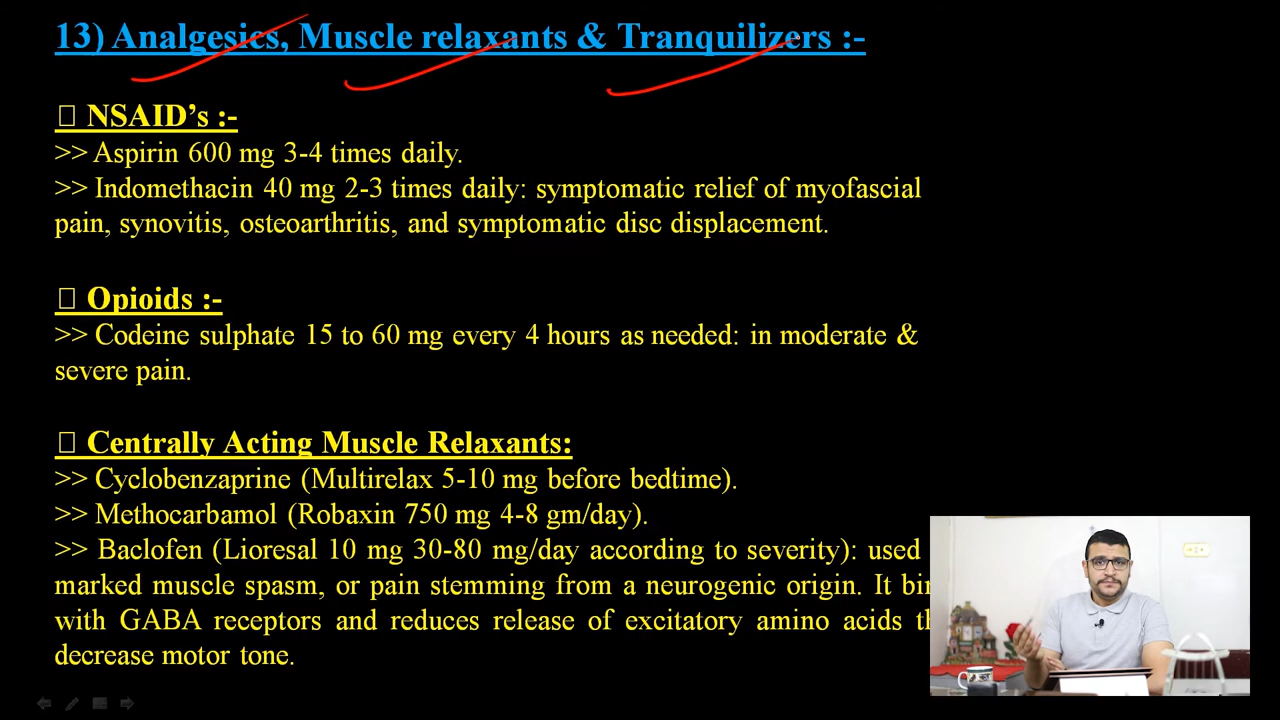 13) Analgesics, Muscle relaxants & Tranquilizers :-
NSAID’s :-
>> Aspirin 600 mg 3-4 times daily.
>> Indomethacin 40 mg 2-3 times daily: symptomatic relief of myofascial
pain, synovitis, osteoarthritis, and symptomatic disc displacement.
Opioids :-
>> Codeine sulphate 15 to 60 mg every 4 hours as needed: in moderate &
severe pain.
Centrally Acting Muscle Relaxants:
>> Cyclobenzaprine (Multirelax 5-10 mg before bedtime).
>> Methocarbamol (Robaxin 750 mg 4-8 gm/day).
>> Baclofen (Lioresal 10 mg 30-80 mg/day according to severity): used
marked muscle spasm, or pain stemming from a neurogenic origin. It
with GABA receptors and reduces release of excitatory amino acids
decrease motor tone.